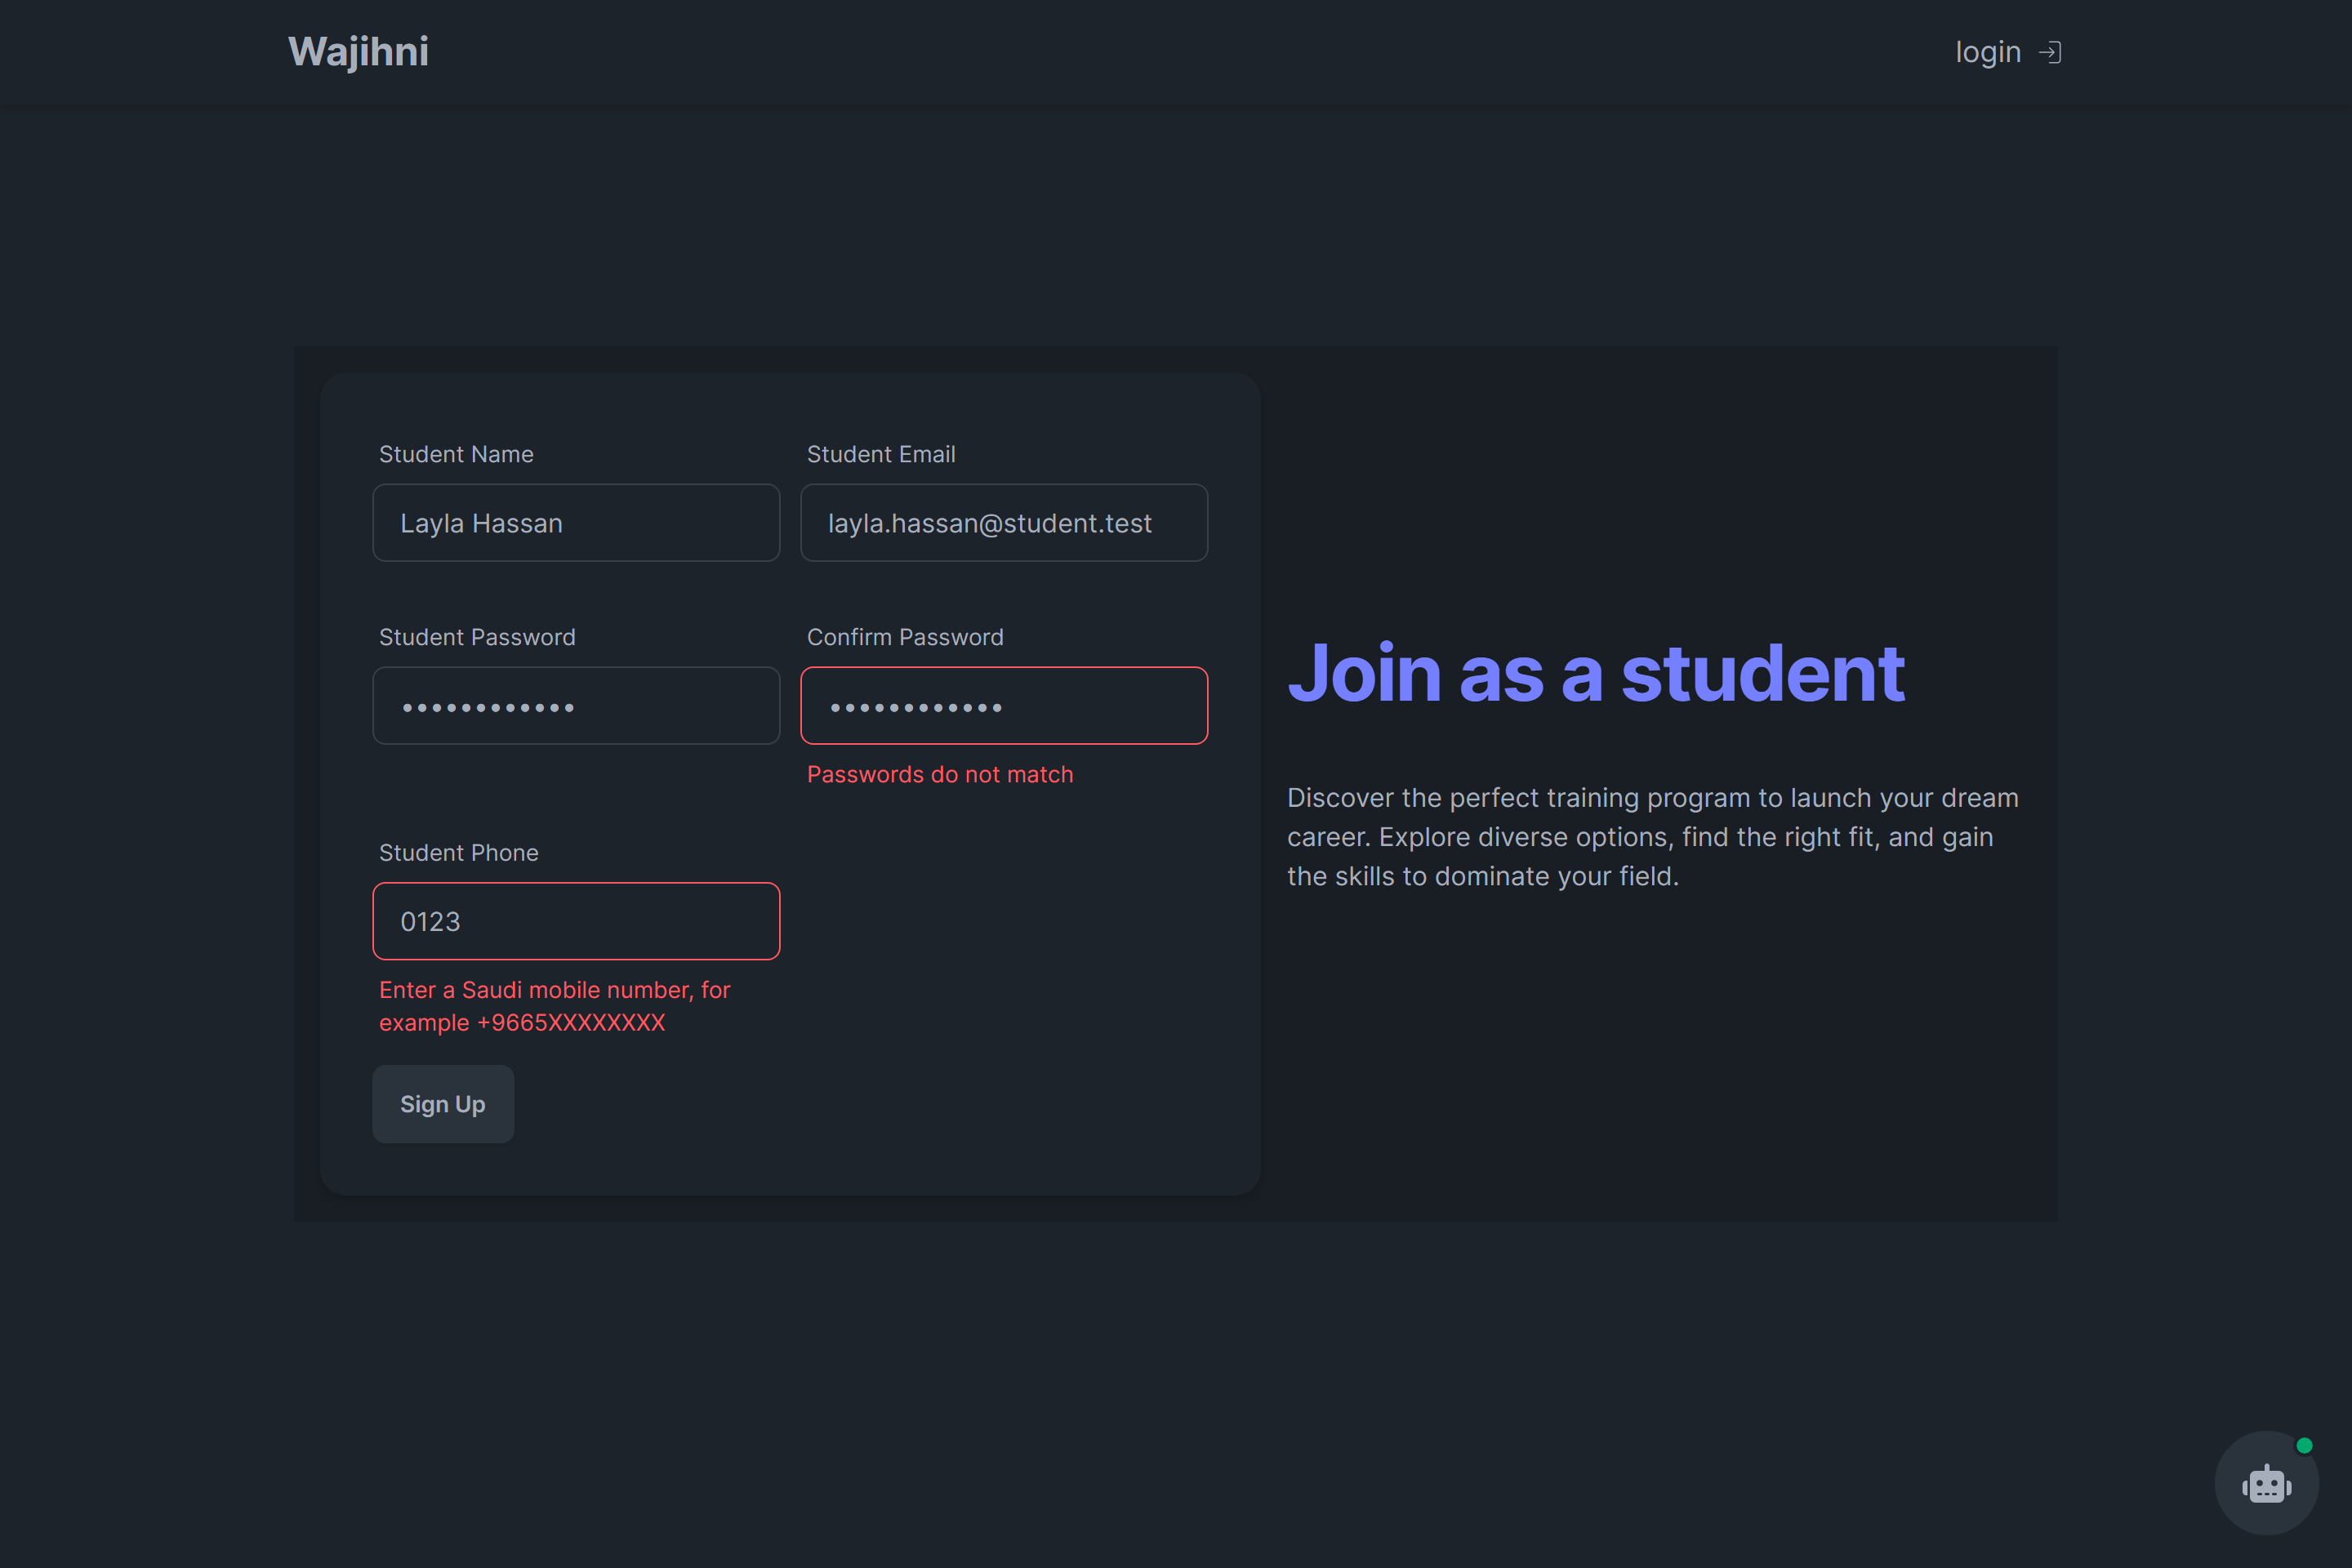 Wajihni
login
Student Name
Student Email
Layla Hassan
layla.hassan@student.test
Student Password
Confirm Password
••••••••••••
••••••••••••
Passwords do not match
Student Phone
0123
Enter a Saudi mobile number, for
example +9665XXXXXXXX
Sign Up
Join as a student
Discover the perfect training program to launch your dream
career. Explore diverse options, find the right fit, and gain
the skills to dominate your field.